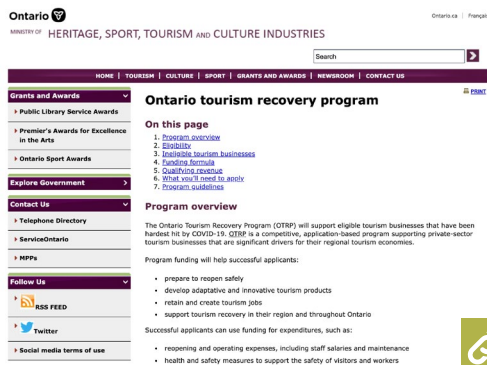 Ontario
Ontario.ca | Françai
MINISTRY OF HERITAGE, SPORT, TOURISM AND CULTURE INDUSTRIES
Search
HOME | TOURISM | CULTURE | SPORT | GRANTS AND AWARDS | NEWSROOM | CONTACT US
Grants and Awards
Public Library Service Awards
Premier's Awards for Excellence
in the Arts
Ontario Sport Awards
Explore Government
Contact Us
Telephone Directory
ServiceOntario
MPPs
Follow Us
RSS FEED
Twitter
Social media terms of use
PRINT
Ontario tourism recovery program
On this page
1. Program overview
2. Eligibility
3. Ineligible tourism businesses
4. Funding formula
5. Qualifying revenue
6. What you'll need to apply
7. Program guidelines
Program overview
The Ontario Tourism Recovery Program (OTRP) will support eligible tourism businesses that have been
hardest hit by COVID-19. OTRP is a competitive, application-based program supporting private-sector
tourism businesses that are significant drivers for their regional tourism economies.
Program funding will help successful applicants:
• prepare to reopen safely
• develop adaptative and innovative tourism products
• retain and create tourism jobs
• support tourism recovery in their region and throughout Ontario
Successful applicants can use funding for expenditures, such as:
• reopening and operating expenses, including staff salaries and maintenance
• health and safety measures to support the safety of visitors and workers